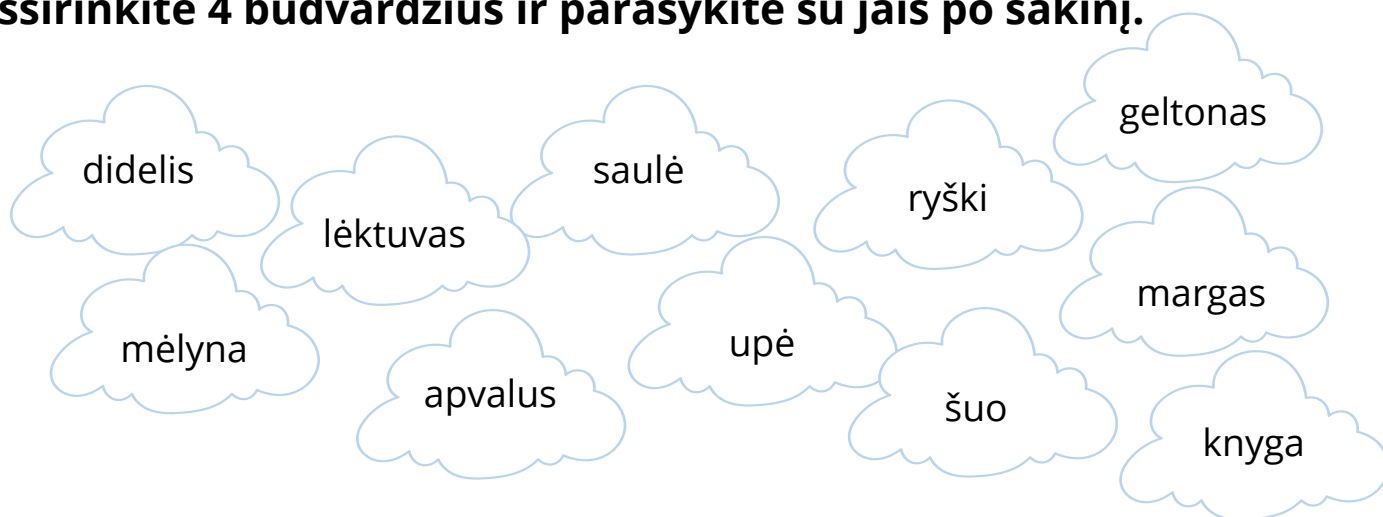 šsirinkite 4 būdvardžius ir parašykite su jais po sakinį.
geltonas
didelis
saulė
ryški
lėktuvas
margas
mėlyna
upė
apvalus
šuo
knyga